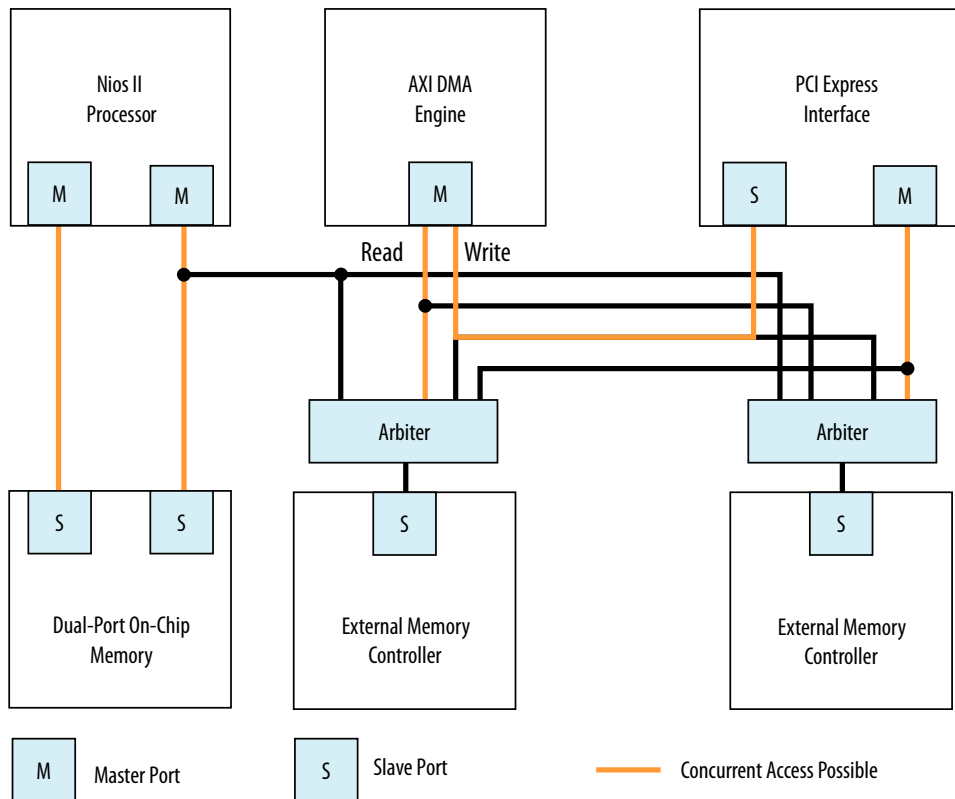 Nios II
Processor
AXI DMA
Engine
PCI Express
Interface
M
M
M
S
M
Read
Write
Arbiter
Arbiter
S
S
S
S
Dual-Port On-Chip
Memory
External Memory
Controller
External Memory
Controller
M
Master Port
S
Slave Port
Concurrent Access Possible